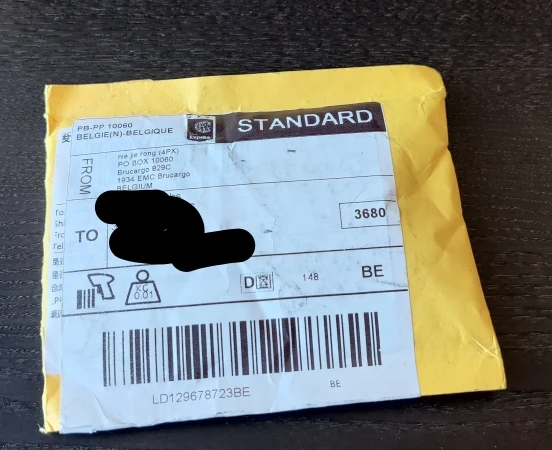 PB-PP 10060
BELGIE(N)-BELGIQUE
STANDARD
FROM
nie jie rong (4PX)
PO BOX 10060
Brucargo 829C
1934 EMC Brucargo
BELGIUM
TO
3680
KG
0.01
D
148
BE
LD129678723BE
BE